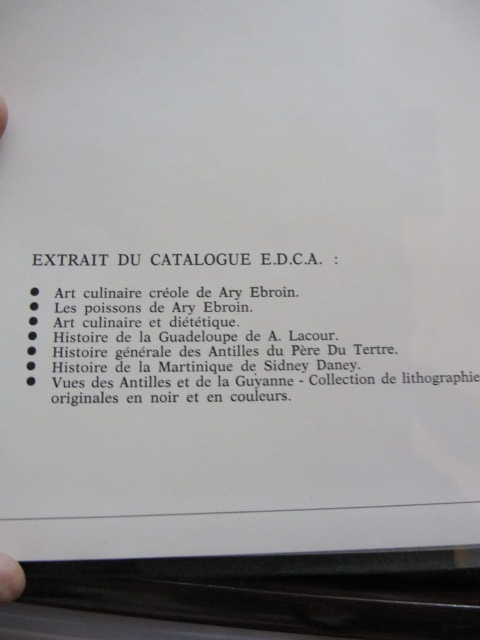 EXTRAIT DU CATALOGUE E.D.C.A. :
● Art culinaire créole de Ary Ebroin.
● Les poissons de Ary Ebroin.
● Art culinaire et diététique.
● Histoire de la Guadeloupe de A. Lacour.
● Histoire générale des Antilles du Père Du Tertre.
● Histoire de la Martinique de Sidney Daney.
● Vues des Antilles et de la Guyanne - Collection de lithographie
originales en noir et en couleurs.